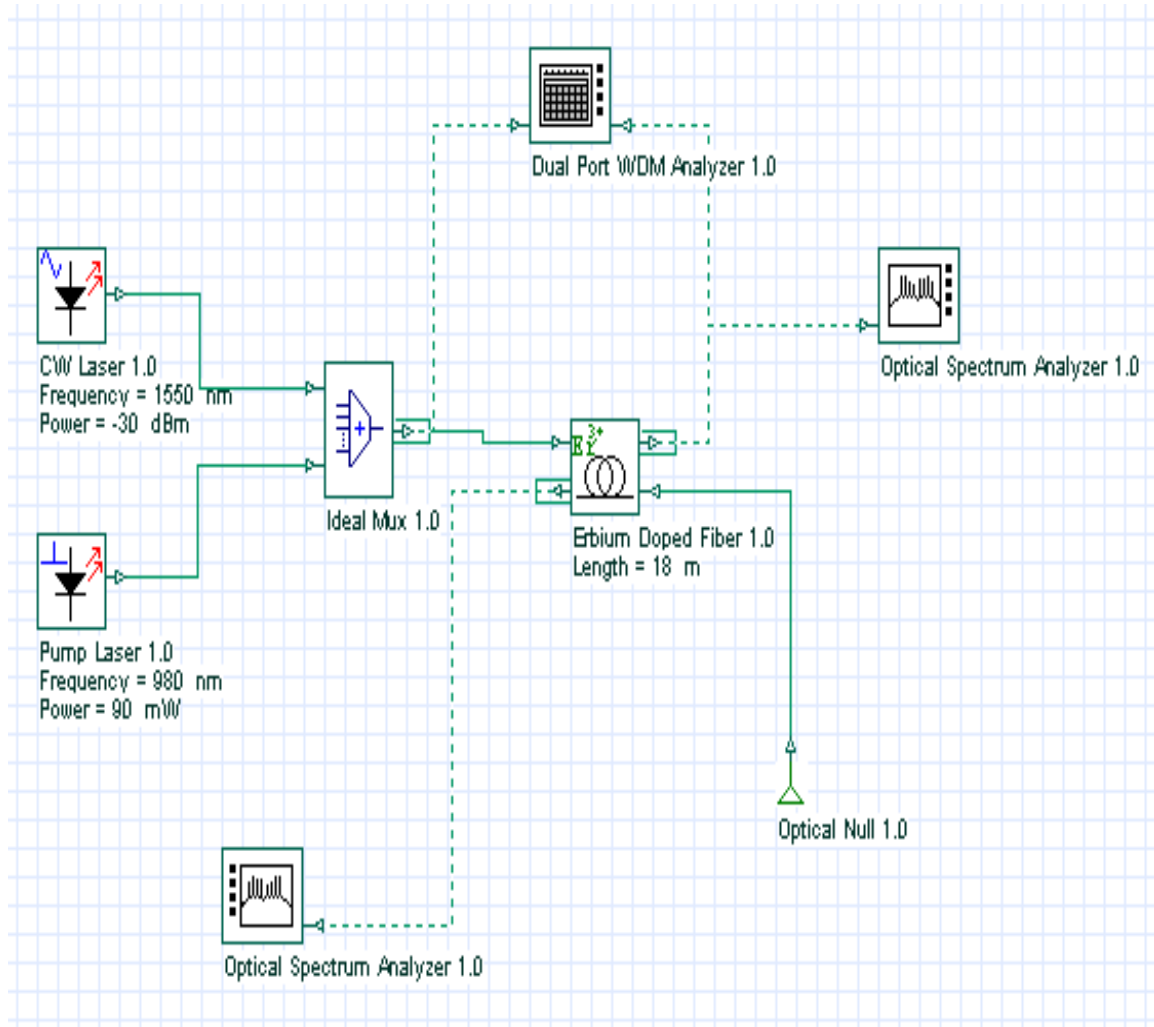 Dual Port WDM Analyzer 1.0
CW Laser 1.0
Frequency = 1550 nm
Power = -30 dBm
Optical Spectrum Analyzer 1.0
Ideal Mux 1.0
3+
Er
Erbium Doped Fiber 1.0
Length = 18 m
Pump Laser 1.0
Frequency = 980 nm
Power = 90 mW
Optical Null 1.0
Optical Spectrum Analyzer 1.0